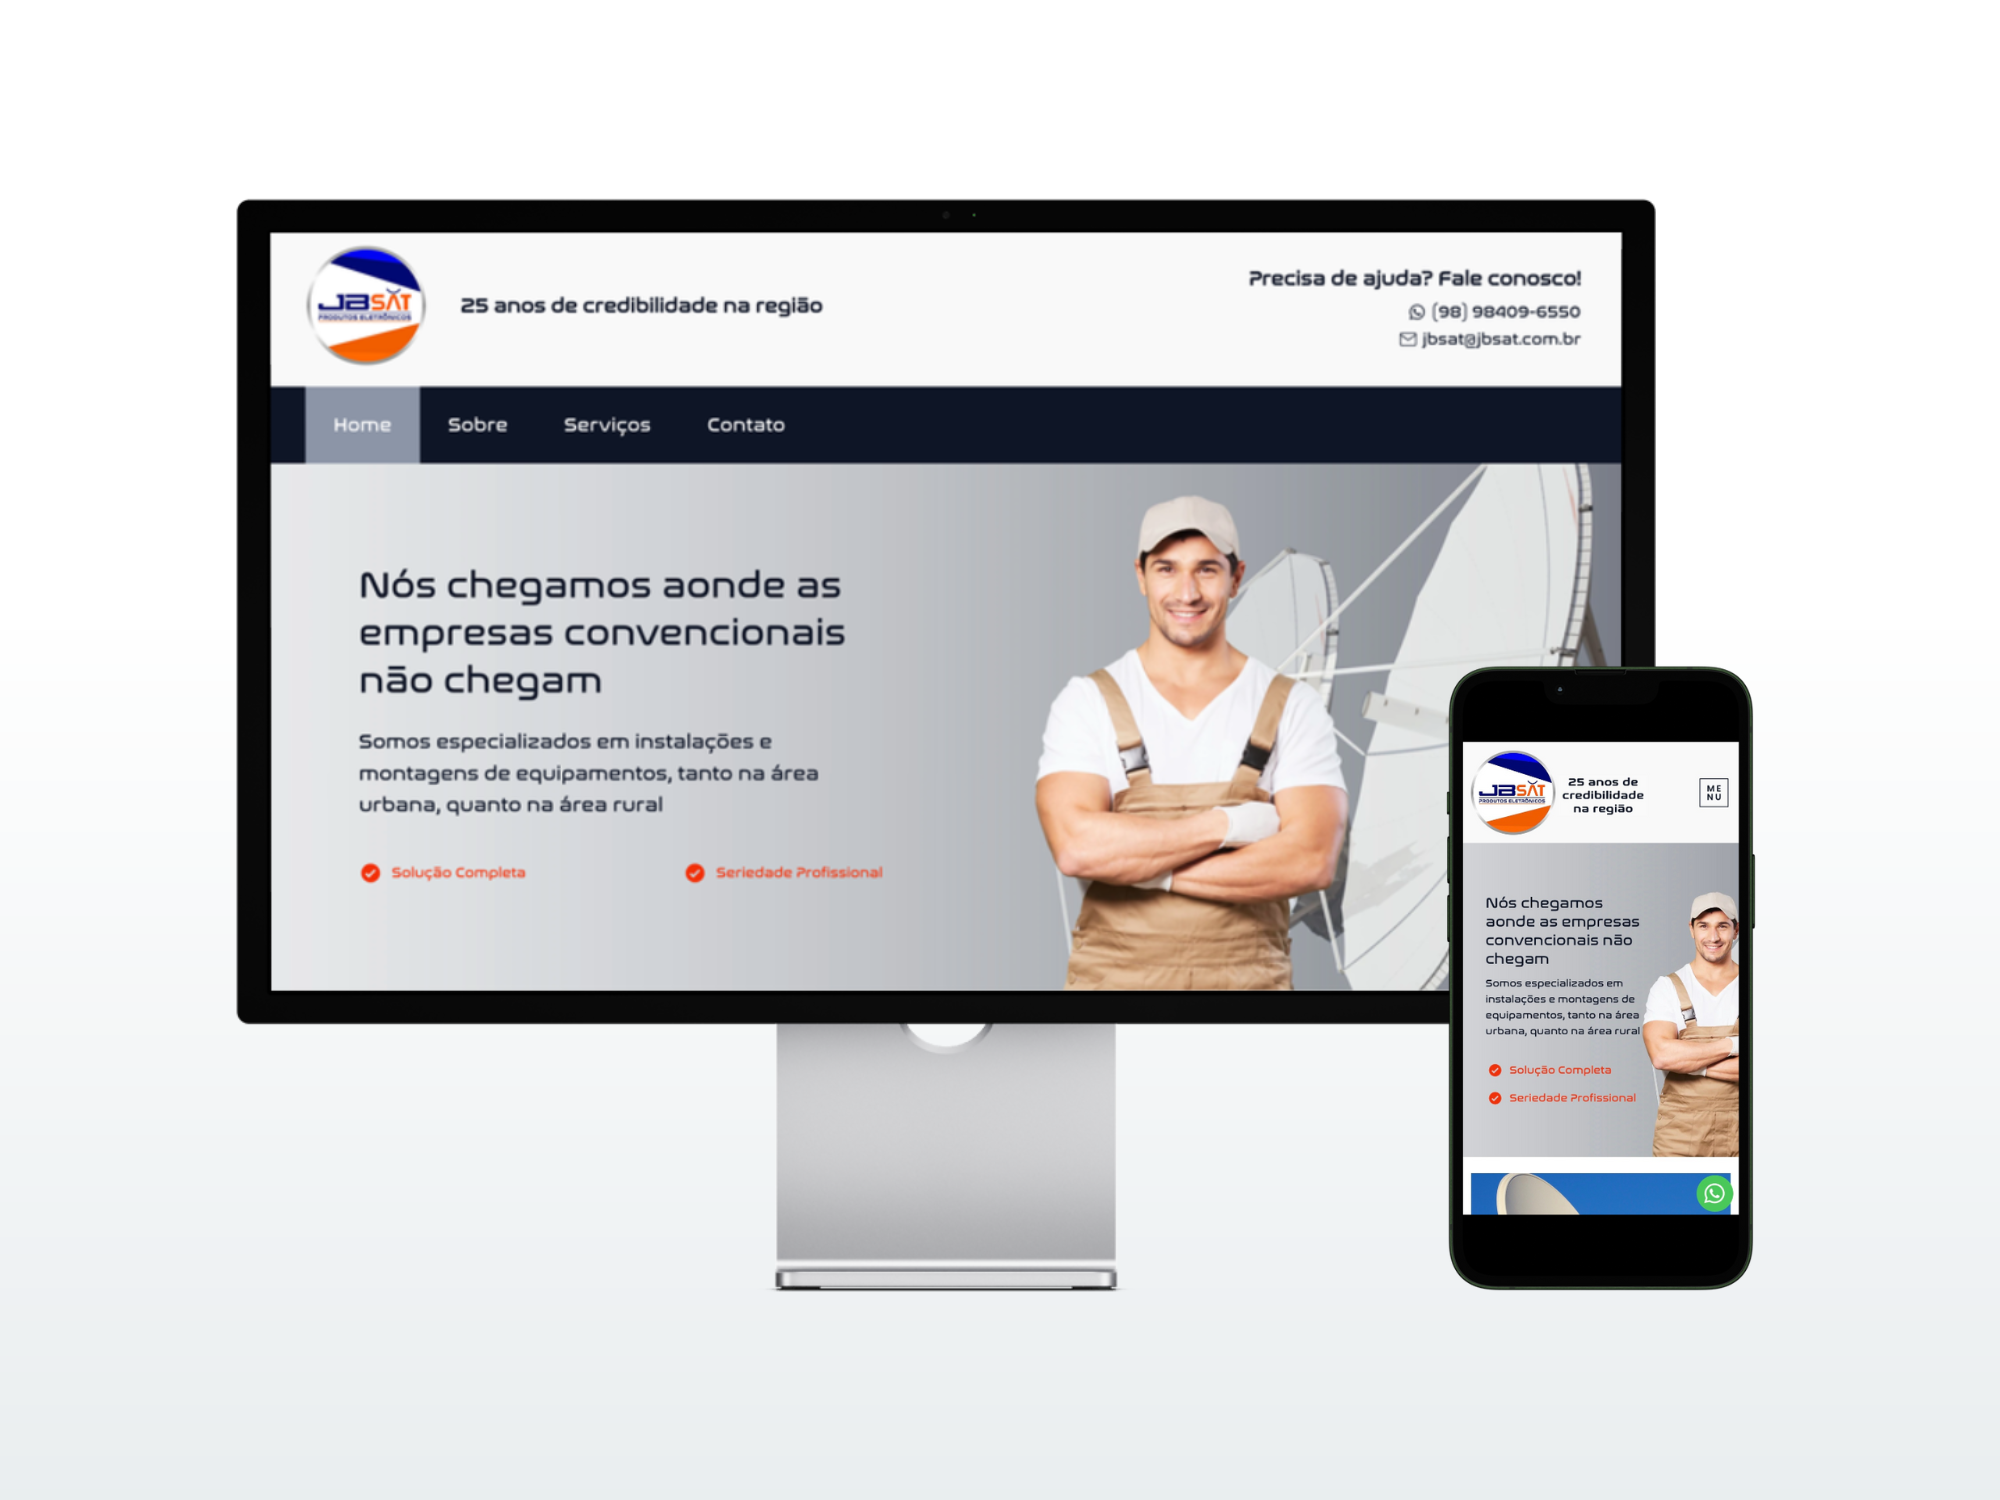 JBSAT
PRODUTOS ELETRÔNICOS
25 anos de credibilidade na região
Precisa de ajuda? Fale conosco!
(98) 98409-6550
jbsat@jbsat.com.br
Home Sobre Serviços Contato
Nós chegamos aonde as
empresas convencionais
não chegam
Somos especializados em instalações e
montagens de equipamentos, tanto na área
urbana, quanto na área rural
Solução Completa Seriedade Profissional
JBSAT
PRODUTOS ELETRÔNICOS
25 anos de
credibilidade
na região
ME
NU
Nós chegamos
aonde as empresas
convencionais não
chegam
Somos especializados em
instalações e montagens de
equipamentos, tanto na área
urbana, quanto na área rural
Solução Completa
Seriedade Profissional